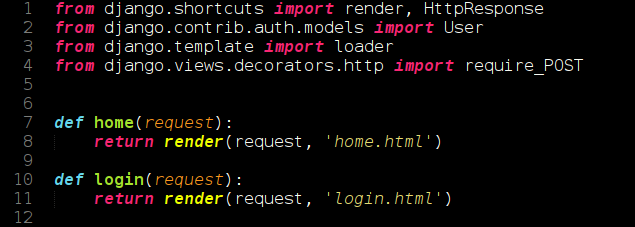 1 from django.shortcuts import render, HttpResponse
2 from django.contrib.auth.models import User
3 from django.template import loader
4 from django.views.decorators.http import require_POST
5
6
7 def home(request):
8     return render(request, 'home.html')
9
10 def login(request):
11     return render(request, 'login.html')
12